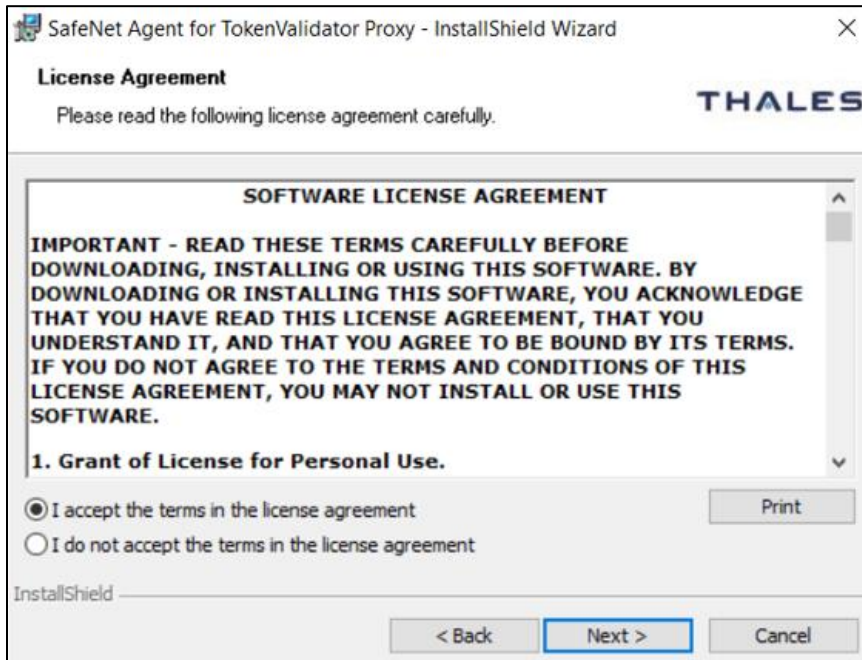 SafeNet Agent for TokenValidator Proxy - InstallShield Wizard
License Agreement
Please read the following license agreement carefully.
THALES
SOFTWARE LICENSE AGREEMENT
IMPORTANT - READ THESE TERMS CAREFULLY BEFORE
DOWNLOADING, INSTALLING OR USING THIS SOFTWARE. BY
DOWNLOADING OR INSTALLING THIS SOFTWARE, YOU ACKNOWLEDGE
THAT YOU HAVE READ THIS LICENSE AGREEMENT, THAT YOU
UNDERSTAND IT, AND THAT YOU AGREE TO BE BOUND BY ITS TERMS.
IF YOU DO NOT AGREE TO THE TERMS AND CONDITIONS OF THIS
LICENSE AGREEMENT, YOU MAY NOT INSTALL OR USE THIS
SOFTWARE.
1. Grant of License for Personal Use.
I accept the terms in the license agreement
Print
I do not accept the terms in the license agreement
InstallShield
< Back
Next >
Cancel